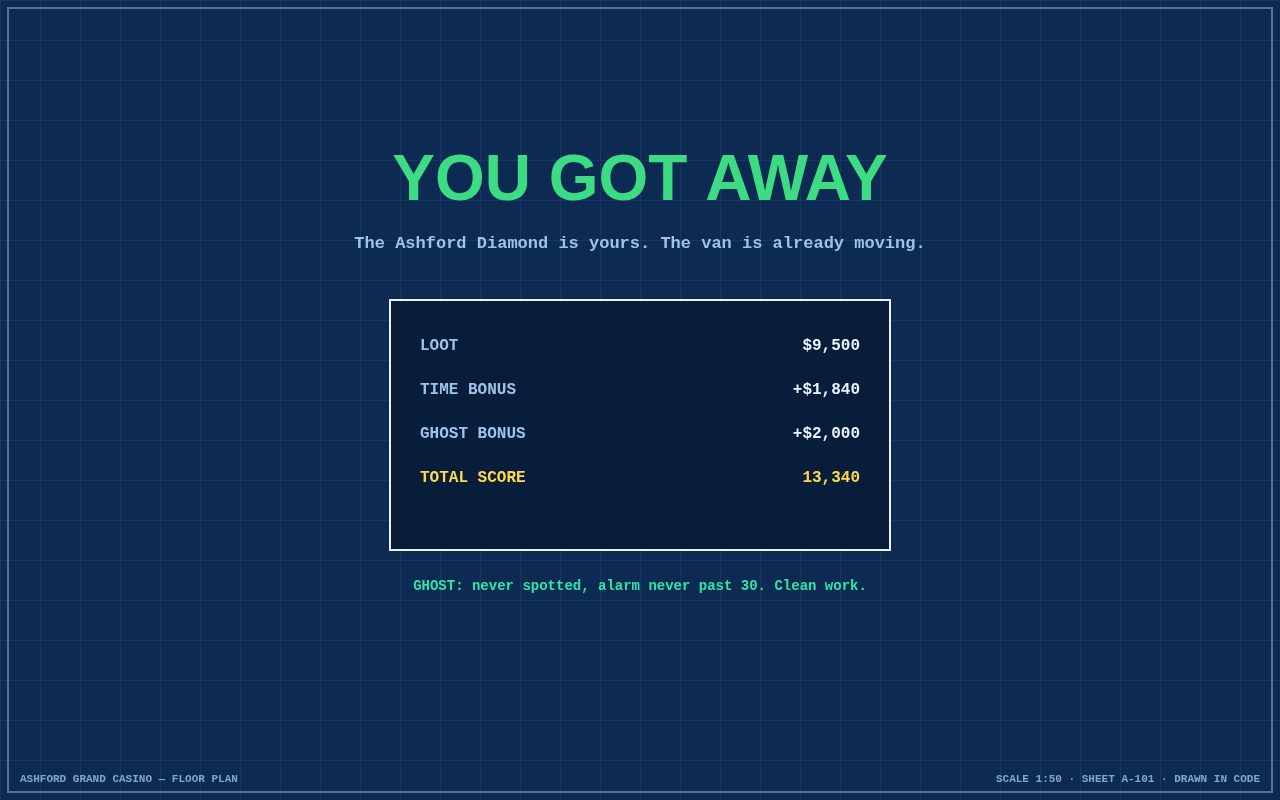 YOU GOT AWAY
The Ashford Diamond is yours. The van is already moving.
LOOT $9,500
TIME BONUS +$1,840
GHOST BONUS +$2,000
TOTAL SCORE 13,340
GHOST: never spotted, alarm never past 30. Clean work.
ASHFORD GRAND CASINO — FLOOR PLAN
SCALE 1:50 · SHEET A-101 · DRAWN IN CODE